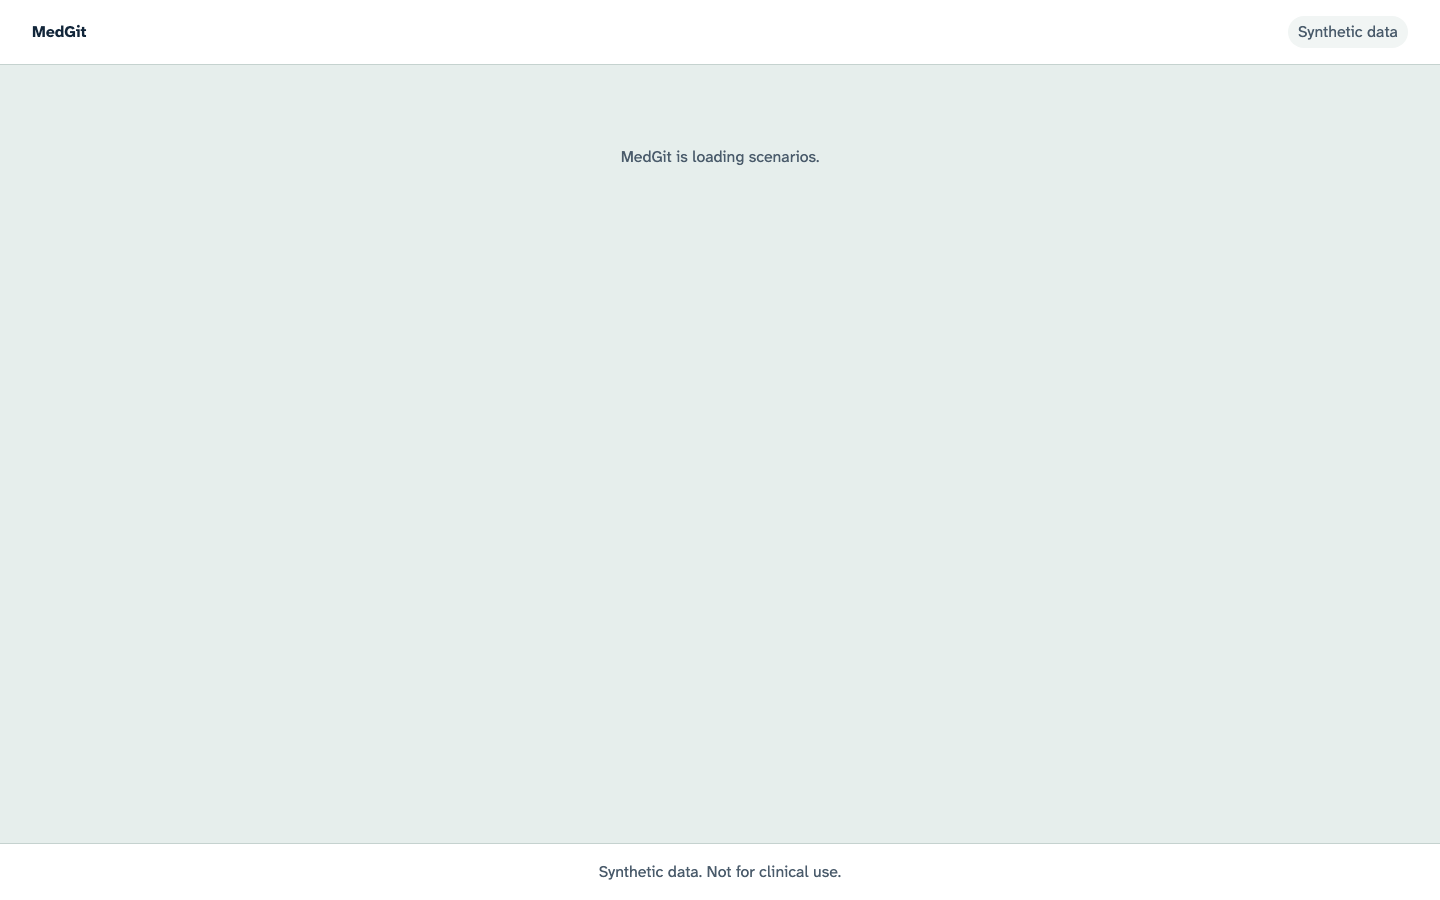 MedGit
Synthetic data
MedGit is loading scenarios.
Synthetic data. Not for clinical use.